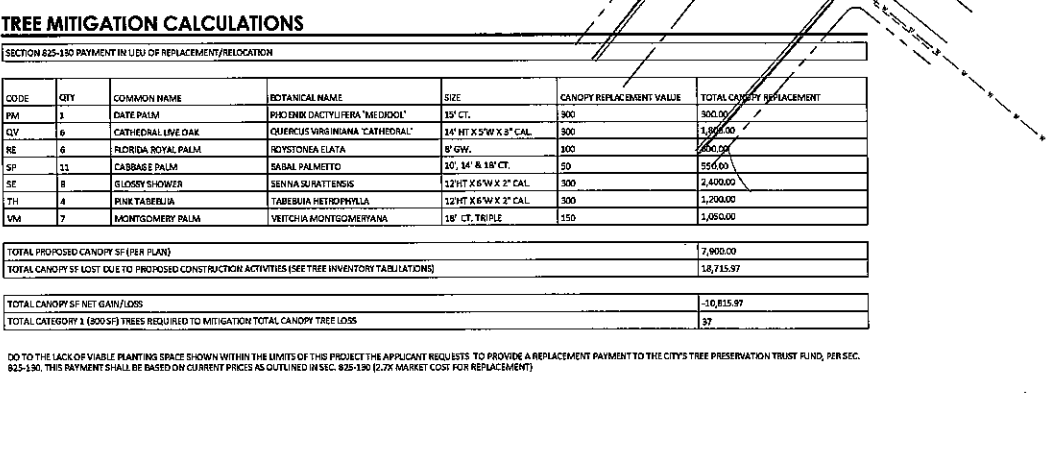 TREE MITIGATION CALCULATIONS
SECTION 825-130 PAYMENT IN LIEU OF REPLACEMENT/RELOCATION
CODE QTY COMMON NAME BOTANICAL NAME SIZE CANOPY REPLACEMENT VALUE TOTAL CANOPY REPLACEMENT
PM 1 DATE PALM PHOENIX DACTYLIFERA 'MEDJOOL' 15' CT. 300 300.00
QV 6 CATHEDRAL LIVE OAK QUERCUS VIRGINIANA 'CATHEDRAL' 14' HT X 5'W X 3" CAL. 300 1,800.00
RE 6 FLORIDA ROYAL PALM ROYSTONEA ELATA 8' GW. 100 600.00
SP 11 CABBAGE PALM SABAL PALMETTO 10', 14' & 18' CT. 50 550.00
SE 8 GLOSSY SHOWER SENNA SURATTENSIS 12'HT X 6'W X 2" CAL. 300 2,400.00
TH 4 PINK TABEBUIA TABEBUIA HETROPHYLLA 12'HT X 6'W X 2" CAL. 300 1,200.00
VM 7 MONTGOMERY PALM VEITCHIA MONTGOMERYANA 18' CT, TRIPLE 150 1,050.00
TOTAL PROPOSED CANOPY SF (PER PLAN) 7,900.00
TOTAL CANOPY SF LOST DUE TO PROPOSED CONSTRUCTION ACTIVITIES (SEE TREE INVENTORY TABULATIONS) 18,715.97
TOTAL CANOPY SF NET GAIN/LOSS -10,815.97
TOTAL CATEGORY 1 (300 SF) TREES REQUIRED TO MITIGATION TOTAL CANOPY TREE LOSS 37
DO TO THE LACK OF VIABLE PLANTING SPACE SHOWN WITHIN THE LIMITS OF THIS PROJECT THE APPLICANT REQUESTS TO PROVIDE A REPLACEMENT PAYMENT TO THE CITY'S TREE PRESERVATION TRUST FUND, PER SEC.
825-130, THIS PAYMENT SHALL BE BASED ON CURRENT PRICES AS OUTLINED IN SEC. 825-130 (2.7X MARKET COST FOR REPLACEMENT)